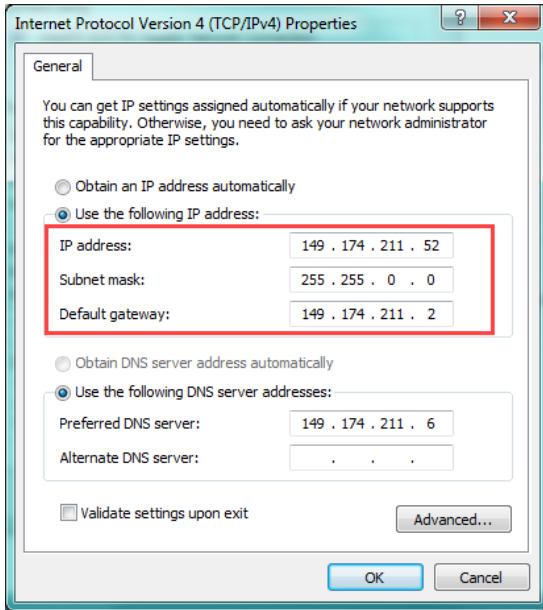 Internet Protocol Version 4 (TCP/IPv4) Properties
General
You can get IP settings assigned automatically if your network supports
this capability. Otherwise, you need to ask your network administrator
for the appropriate IP settings.
Obtain an IP address automatically
Use the following IP address:
IP address: 149 . 174 . 211 . 52
Subnet mask: 255 . 255 . 0 . 0
Default gateway: 149 . 174 . 211 . 2
Obtain DNS server address automatically
Use the following DNS server addresses:
Preferred DNS server: 149 . 174 . 211 . 6
Alternate DNS server: . . .
Validate settings upon exit
Advanced...
OK Cancel